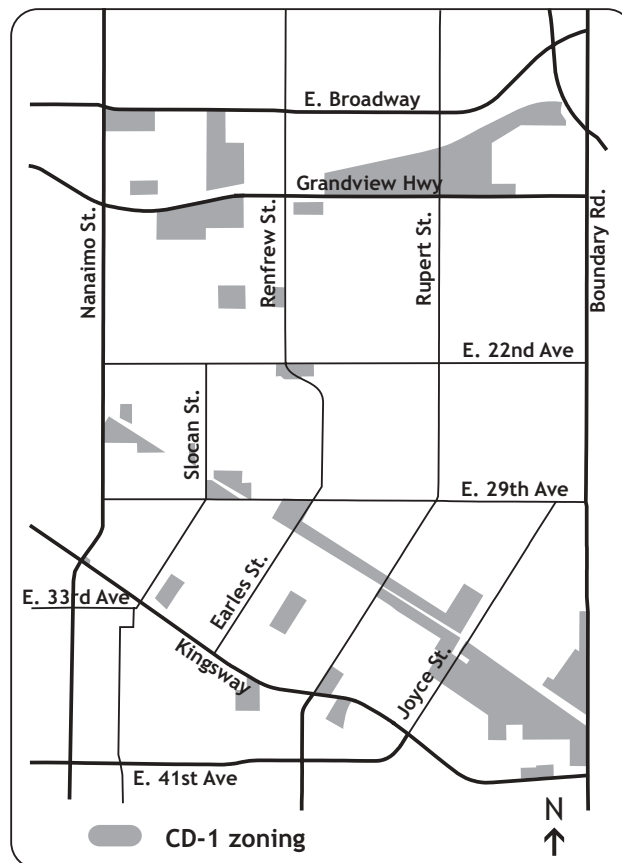 E. Broadway
Grandview Hwy
Nanaimo St.
Renfrew St.
Rupert St.
Boundary Rd.
E. 22nd Ave
Slocan St.
E. 29th Ave
Earles St.
E. 33rd Ave
Kingsway
Joyce St.
E. 41st Ave
N
CD-1 zoning